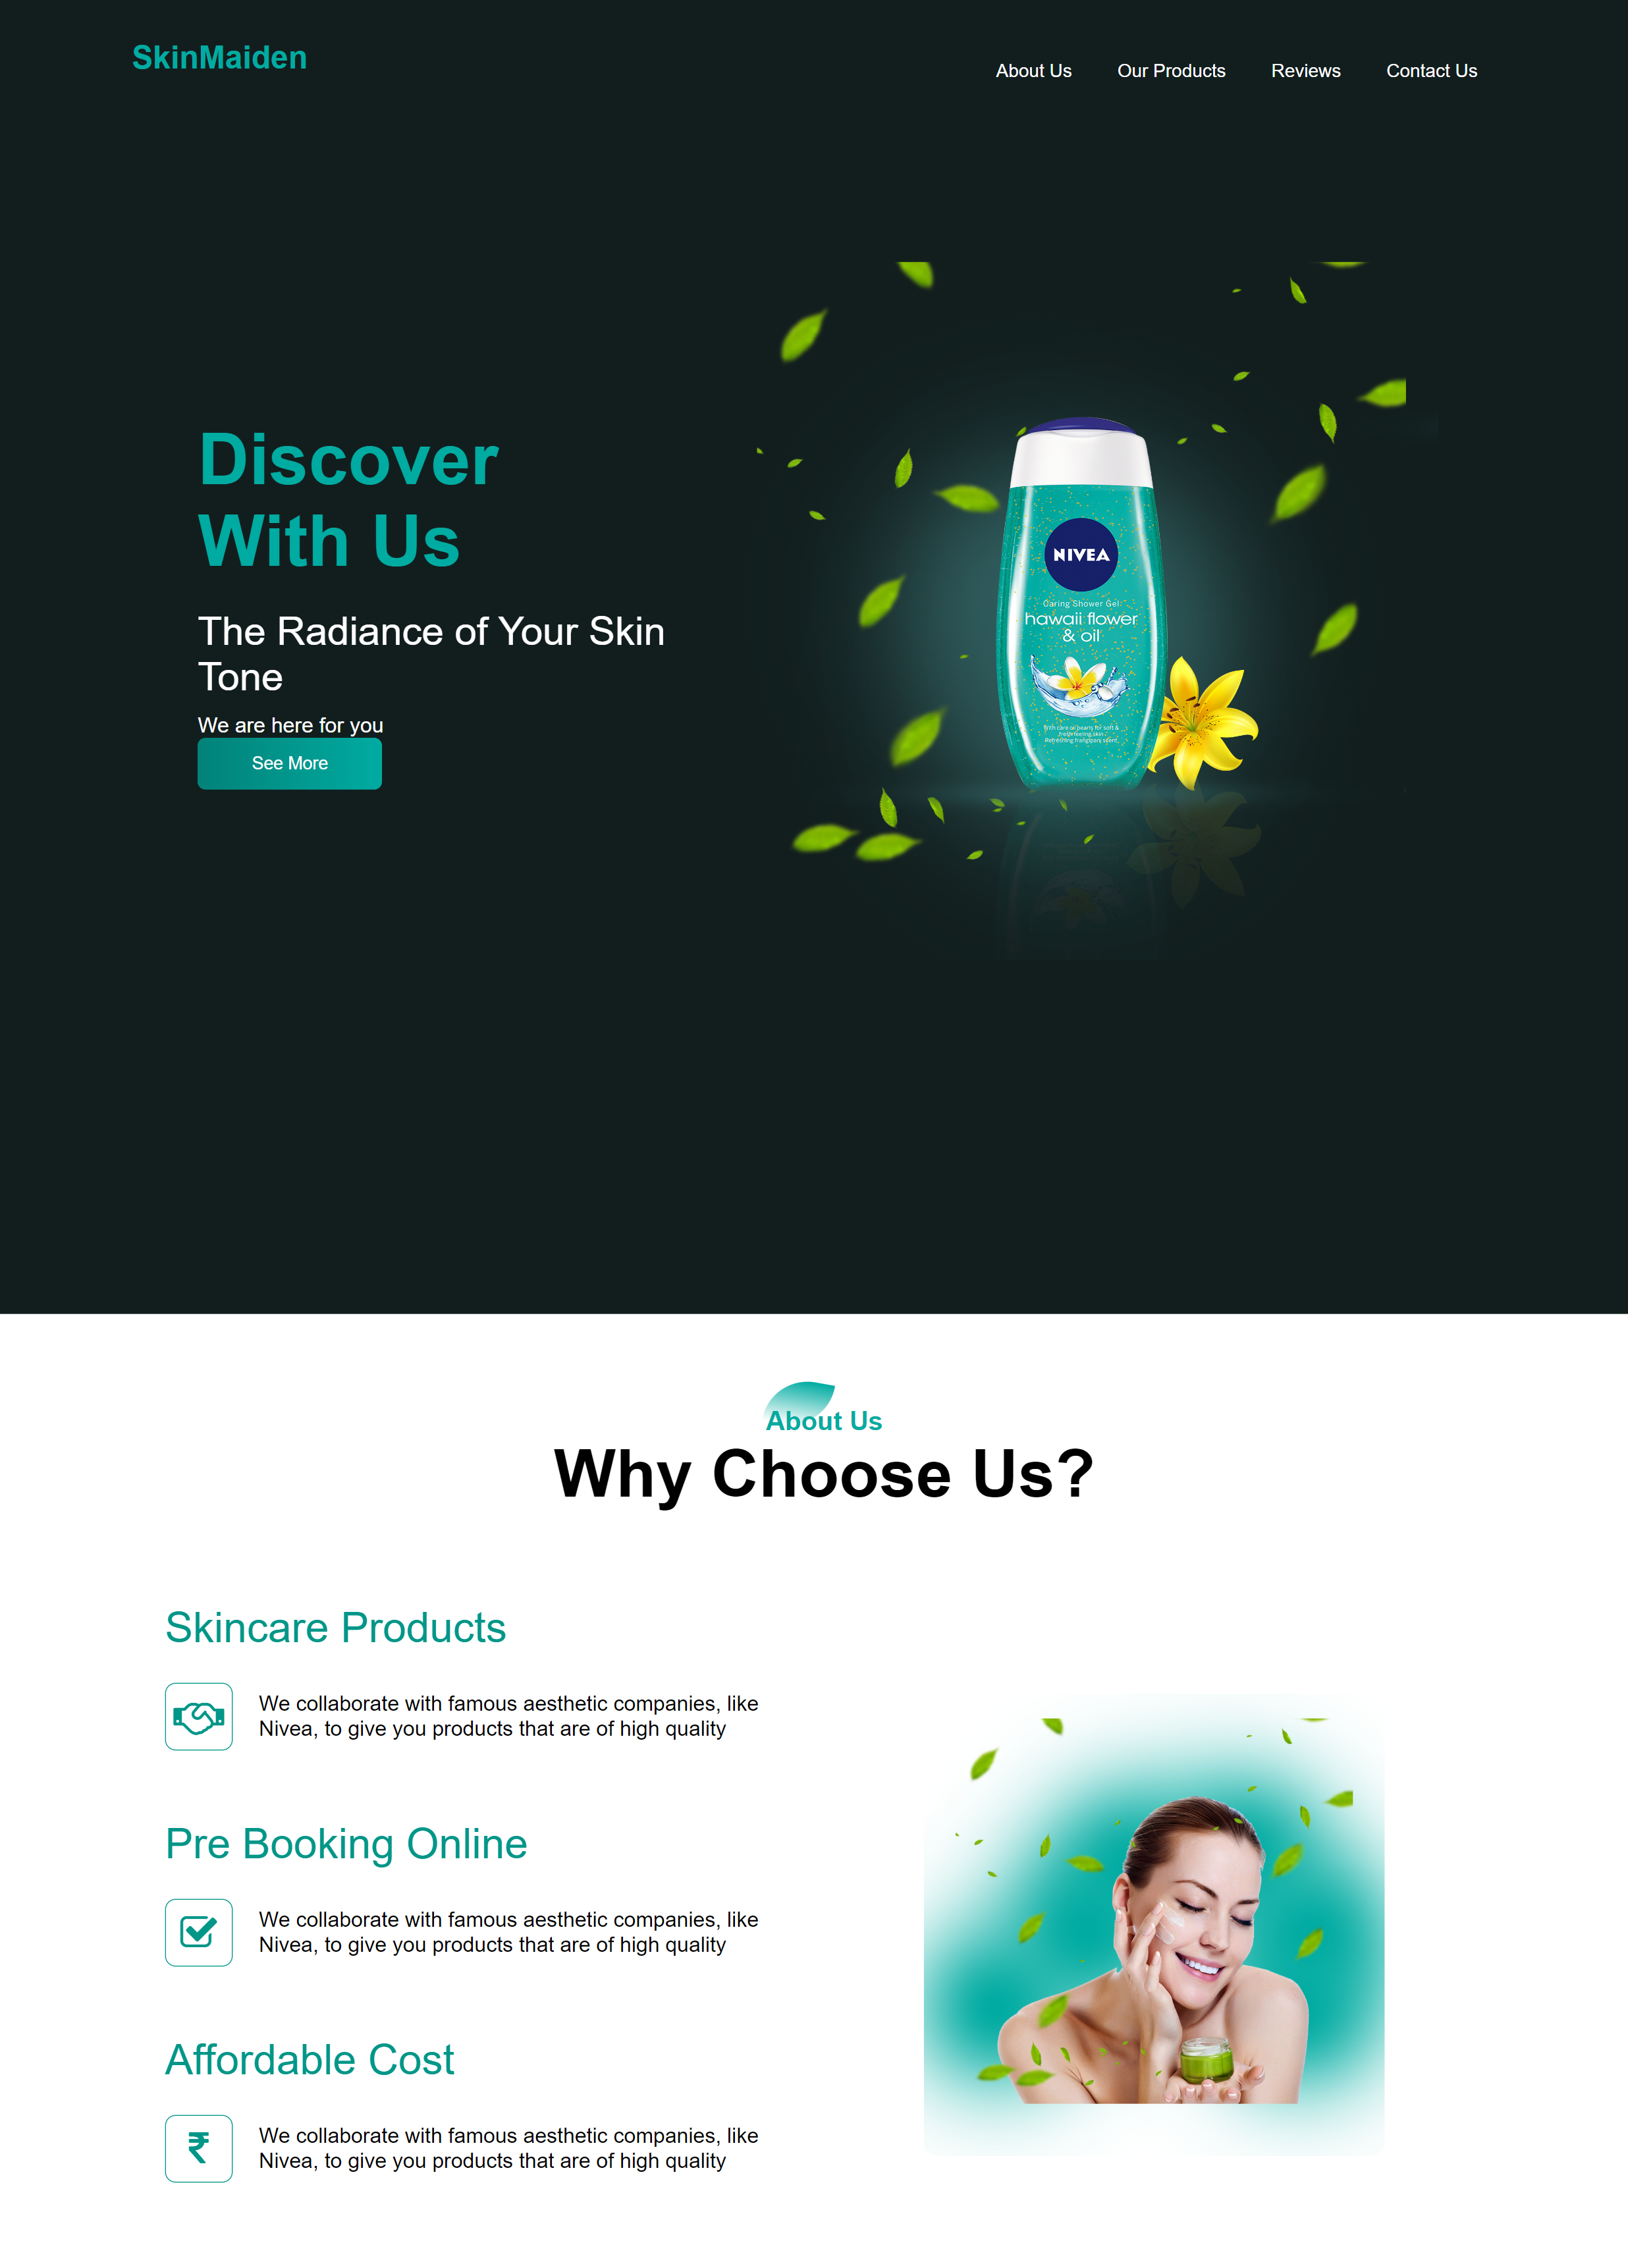 SkinMaiden
About Us
Our Products
Reviews
Contact Us
Discover
With Us
The Radiance of Your Skin
Tone
We are here for you
See More
NIVEA
Caring Shower Gel
hawaii flower
& oil
About Us
Why Choose Us?
Skincare Products
We collaborate with famous aesthetic companies, like
Nivea, to give you products that are of high quality
Pre Booking Online
We collaborate with famous aesthetic companies, like
Nivea, to give you products that are of high quality
Affordable Cost
₹
We collaborate with famous aesthetic companies, like
Nivea, to give you products that are of high quality